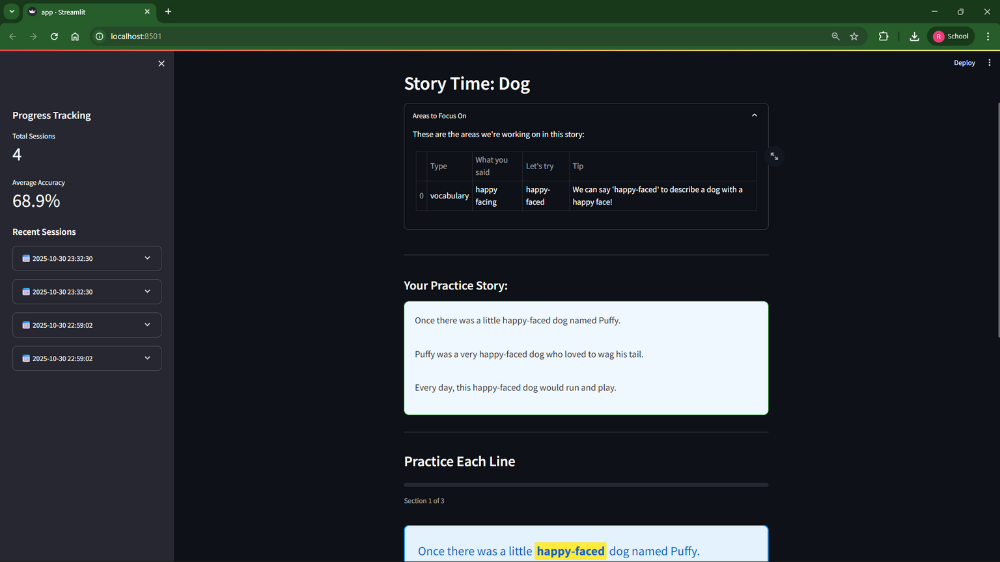 app · Streamlit
localhost:8501
R School
Deploy
Progress Tracking
Total Sessions
4
Average Accuracy
68.9%
Recent Sessions
2025-10-30 23:32:30
2025-10-30 23:32:30
2025-10-30 22:59:02
2025-10-30 22:59:02
Story Time: Dog
Areas to Focus On
These are the areas we're working on in this story:
Type What you said Let's try Tip
0 vocabulary happy facing happy-faced We can say 'happy-faced' to describe a dog with a happy face!
Your Practice Story:
Once there was a little happy-faced dog named Puffy.
Puffy was a very happy-faced dog who loved to wag his tail.
Every day, this happy-faced dog would run and play.
Practice Each Line
Section 1 of 3
Once there was a little happy-faced dog named Puffy.